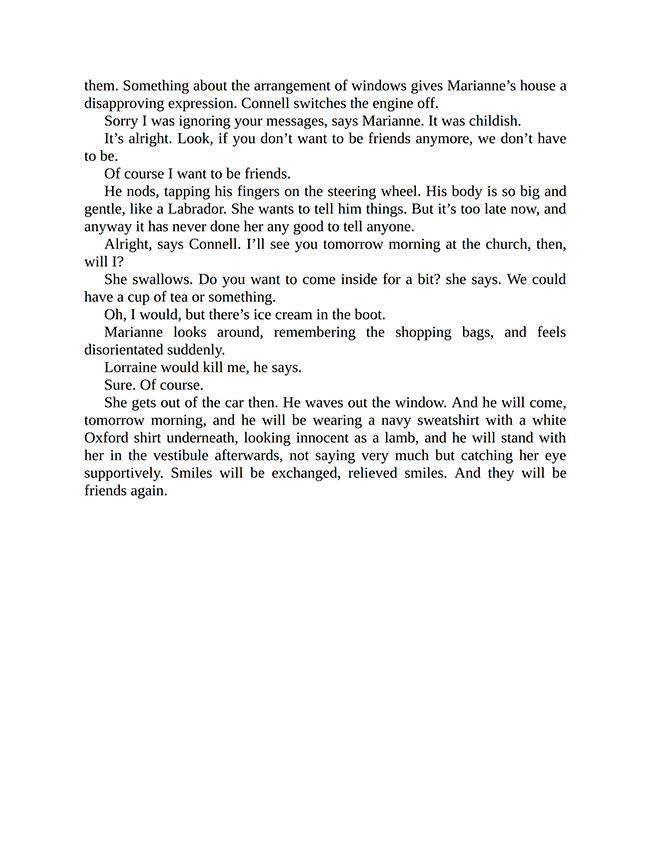 them. Something about the arrangement of windows gives Marianne’s house a
disapproving expression. Connell switches the engine off.
Sorry I was ignoring your messages, says Marianne. It was childish.
It’s alright. Look, if you don’t want to be friends anymore, we don’t have
to be.
Of course I want to be friends.
He nods, tapping his fingers on the steering wheel. His body is so big and
gentle, like a Labrador. She wants to tell him things. But it’s too late now, and
anyway it has never done her any good to tell anyone.
Alright, says Connell. I’ll see you tomorrow morning at the church, then,
will I?
She swallows. Do you want to come inside for a bit? she says. We could
have a cup of tea or something.
Oh, I would, but there’s ice cream in the boot.
Marianne looks around, remembering the shopping bags, and feels
disorientated suddenly.
Lorraine would kill me, he says.
Sure. Of course.
She gets out of the car then. He waves out the window. And he will come,
tomorrow morning, and he will be wearing a navy sweatshirt with a white
Oxford shirt underneath, looking innocent as a lamb, and he will stand with
her in the vestibule afterwards, not saying very much but catching her eye
supportively. Smiles will be exchanged, relieved smiles. And they will be
friends again.